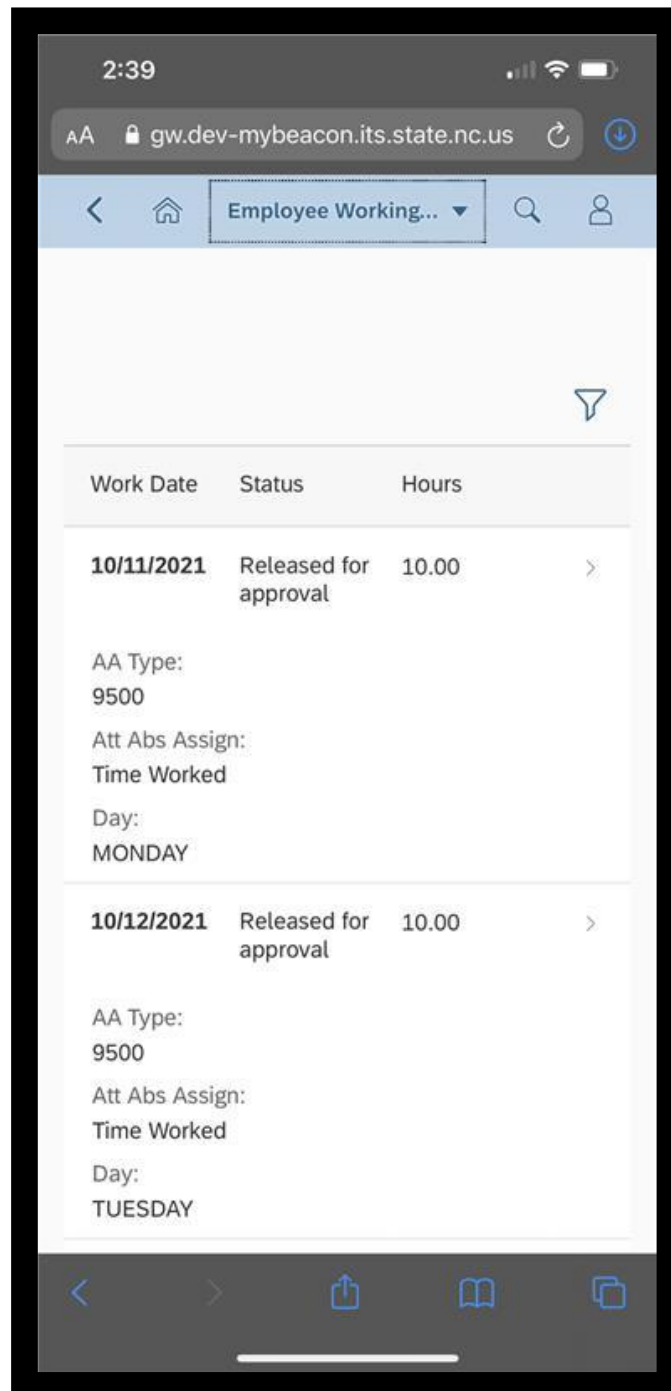 2:39
AA gw.dev-mybeacon.its.state.nc.us
Employee Working...
Work Date Status Hours
10/11/2021 Released for 10.00
approval
AA Type:
9500
Att Abs Assign:
Time Worked
Day:
MONDAY
10/12/2021 Released for 10.00
approval
AA Type:
9500
Att Abs Assign:
Time Worked
Day:
TUESDAY